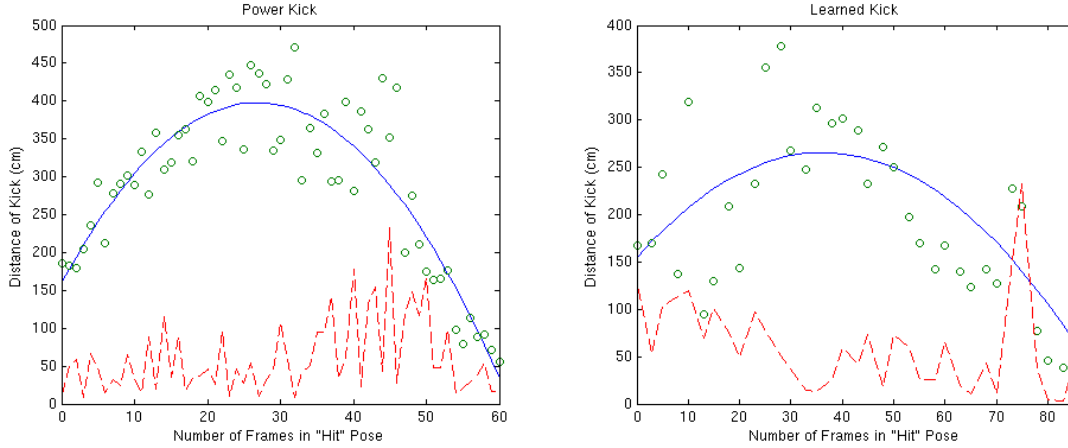 Power Kick
500
450
400
350
300
250
200
150
100
50
0
Distance of Kick (cm)
0 10 20 30 40 50 60
Number of Frames in "Hit" Pose
Learned Kick
400
350
300
250
200
150
100
50
0
Distance of Kick (cm)
0 10 20 30 40 50 60 70 80
Number of Frames in "Hit" Pose